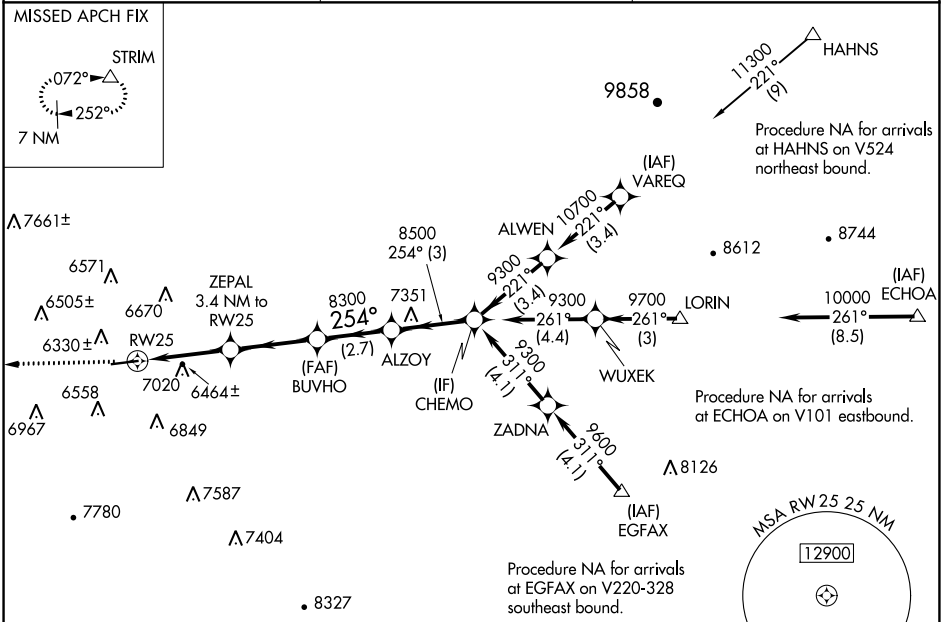 MISSED APCH FIX
STRIM
072°
252°
7 NM
HAHNS
11300
221°
(9)
9858
Procedure NA for arrivals
at HAHNS on V524
northeast bound.
(IAF)
VAREQ
10700
221°
(3.4)
ALWEN
7661±
8500
254° (3)
9300
221°
(3.4)
8612
8744
6571
ZEPAL
3.4 NM to
RW25
8300
254°
(2.7)
7351
9300
261°
(4.4)
9700
261°
(3)
LORIN
(IAF)
ECHOA
10000
261°
(8.5)
6505±
6670
6330±
RW25
(FAF)
BUVHO
ALZOY
(IF)
CHEMO
WUXEK
7020
6464±
6558
6967
6849
9300
311°
(4.1)
ZADNA
Procedure NA for arrivals
at ECHOA on V101 eastbound.
9600
311°
(4.1)
8126
7587
7780
7404
(IAF)
EGFAX
MSA RW 25 25 NM
12900
Procedure NA for arrivals
at EGFAX on V220-328
southeast bound.
8327